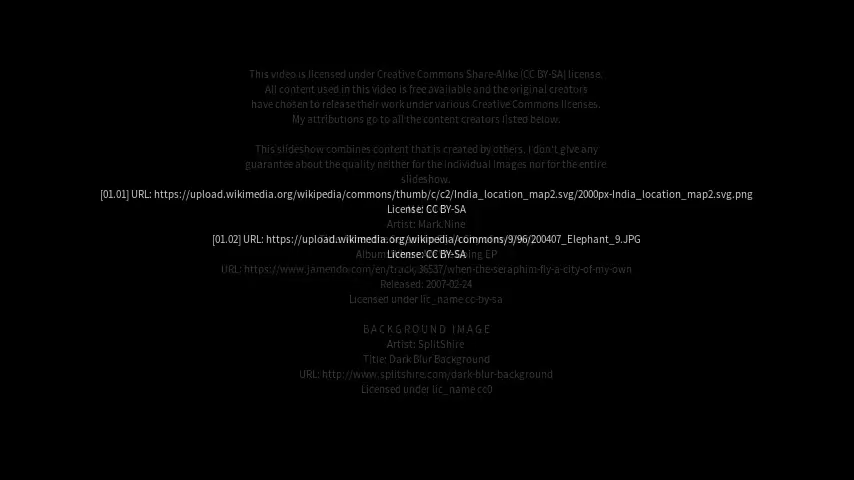 This video is licensed under Creative Commons Share-Alike (CC BY-SA) license.
All content used in this video is free available and the original creators
have chosen to release their work under various Creative Commons licenses.
My attributions go to all the content creators listed below.
This slideshow combines content that is created by others. I don't give any
guarantee about the quality neither for the individual images nor for the entire
slideshow.
[01.01] URL: https://upload.wikimedia.org/wikipedia/commons/thumb/c/c2/India_location_map2.svg/2000px-India_location_map2.svg.png
License: CC BY-SA
Artist: Mark Nine
[01.02] URL: https://upload.wikimedia.org/wikipedia/commons/9/96/200407_Elephant_9.JPG
License: CC BY-SA
Album: EP
URL: https://www.jamendo.com/en/track/36537/when-the-seraphim-fly-a-city-of-my-own
Released: 2007-02-24
Licensed under lic_name cc-by-sa
BACKGROUND IMAGE
Artist: SplitShire
Title: Dark Blur Background
URL: http://www.splitshire.com/dark-blur-background
Licensed under lic_name cc0